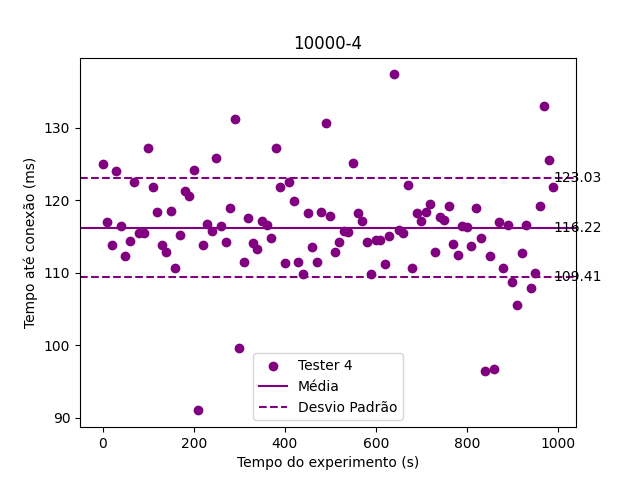 10000-4
Tempo até conexão (ms)
130
120
110
100
90
123.03
116.22
109.41
Tester 4
Média
Desvio Padrão
0 200 400 600 800 1000
Tempo do experimento (s)